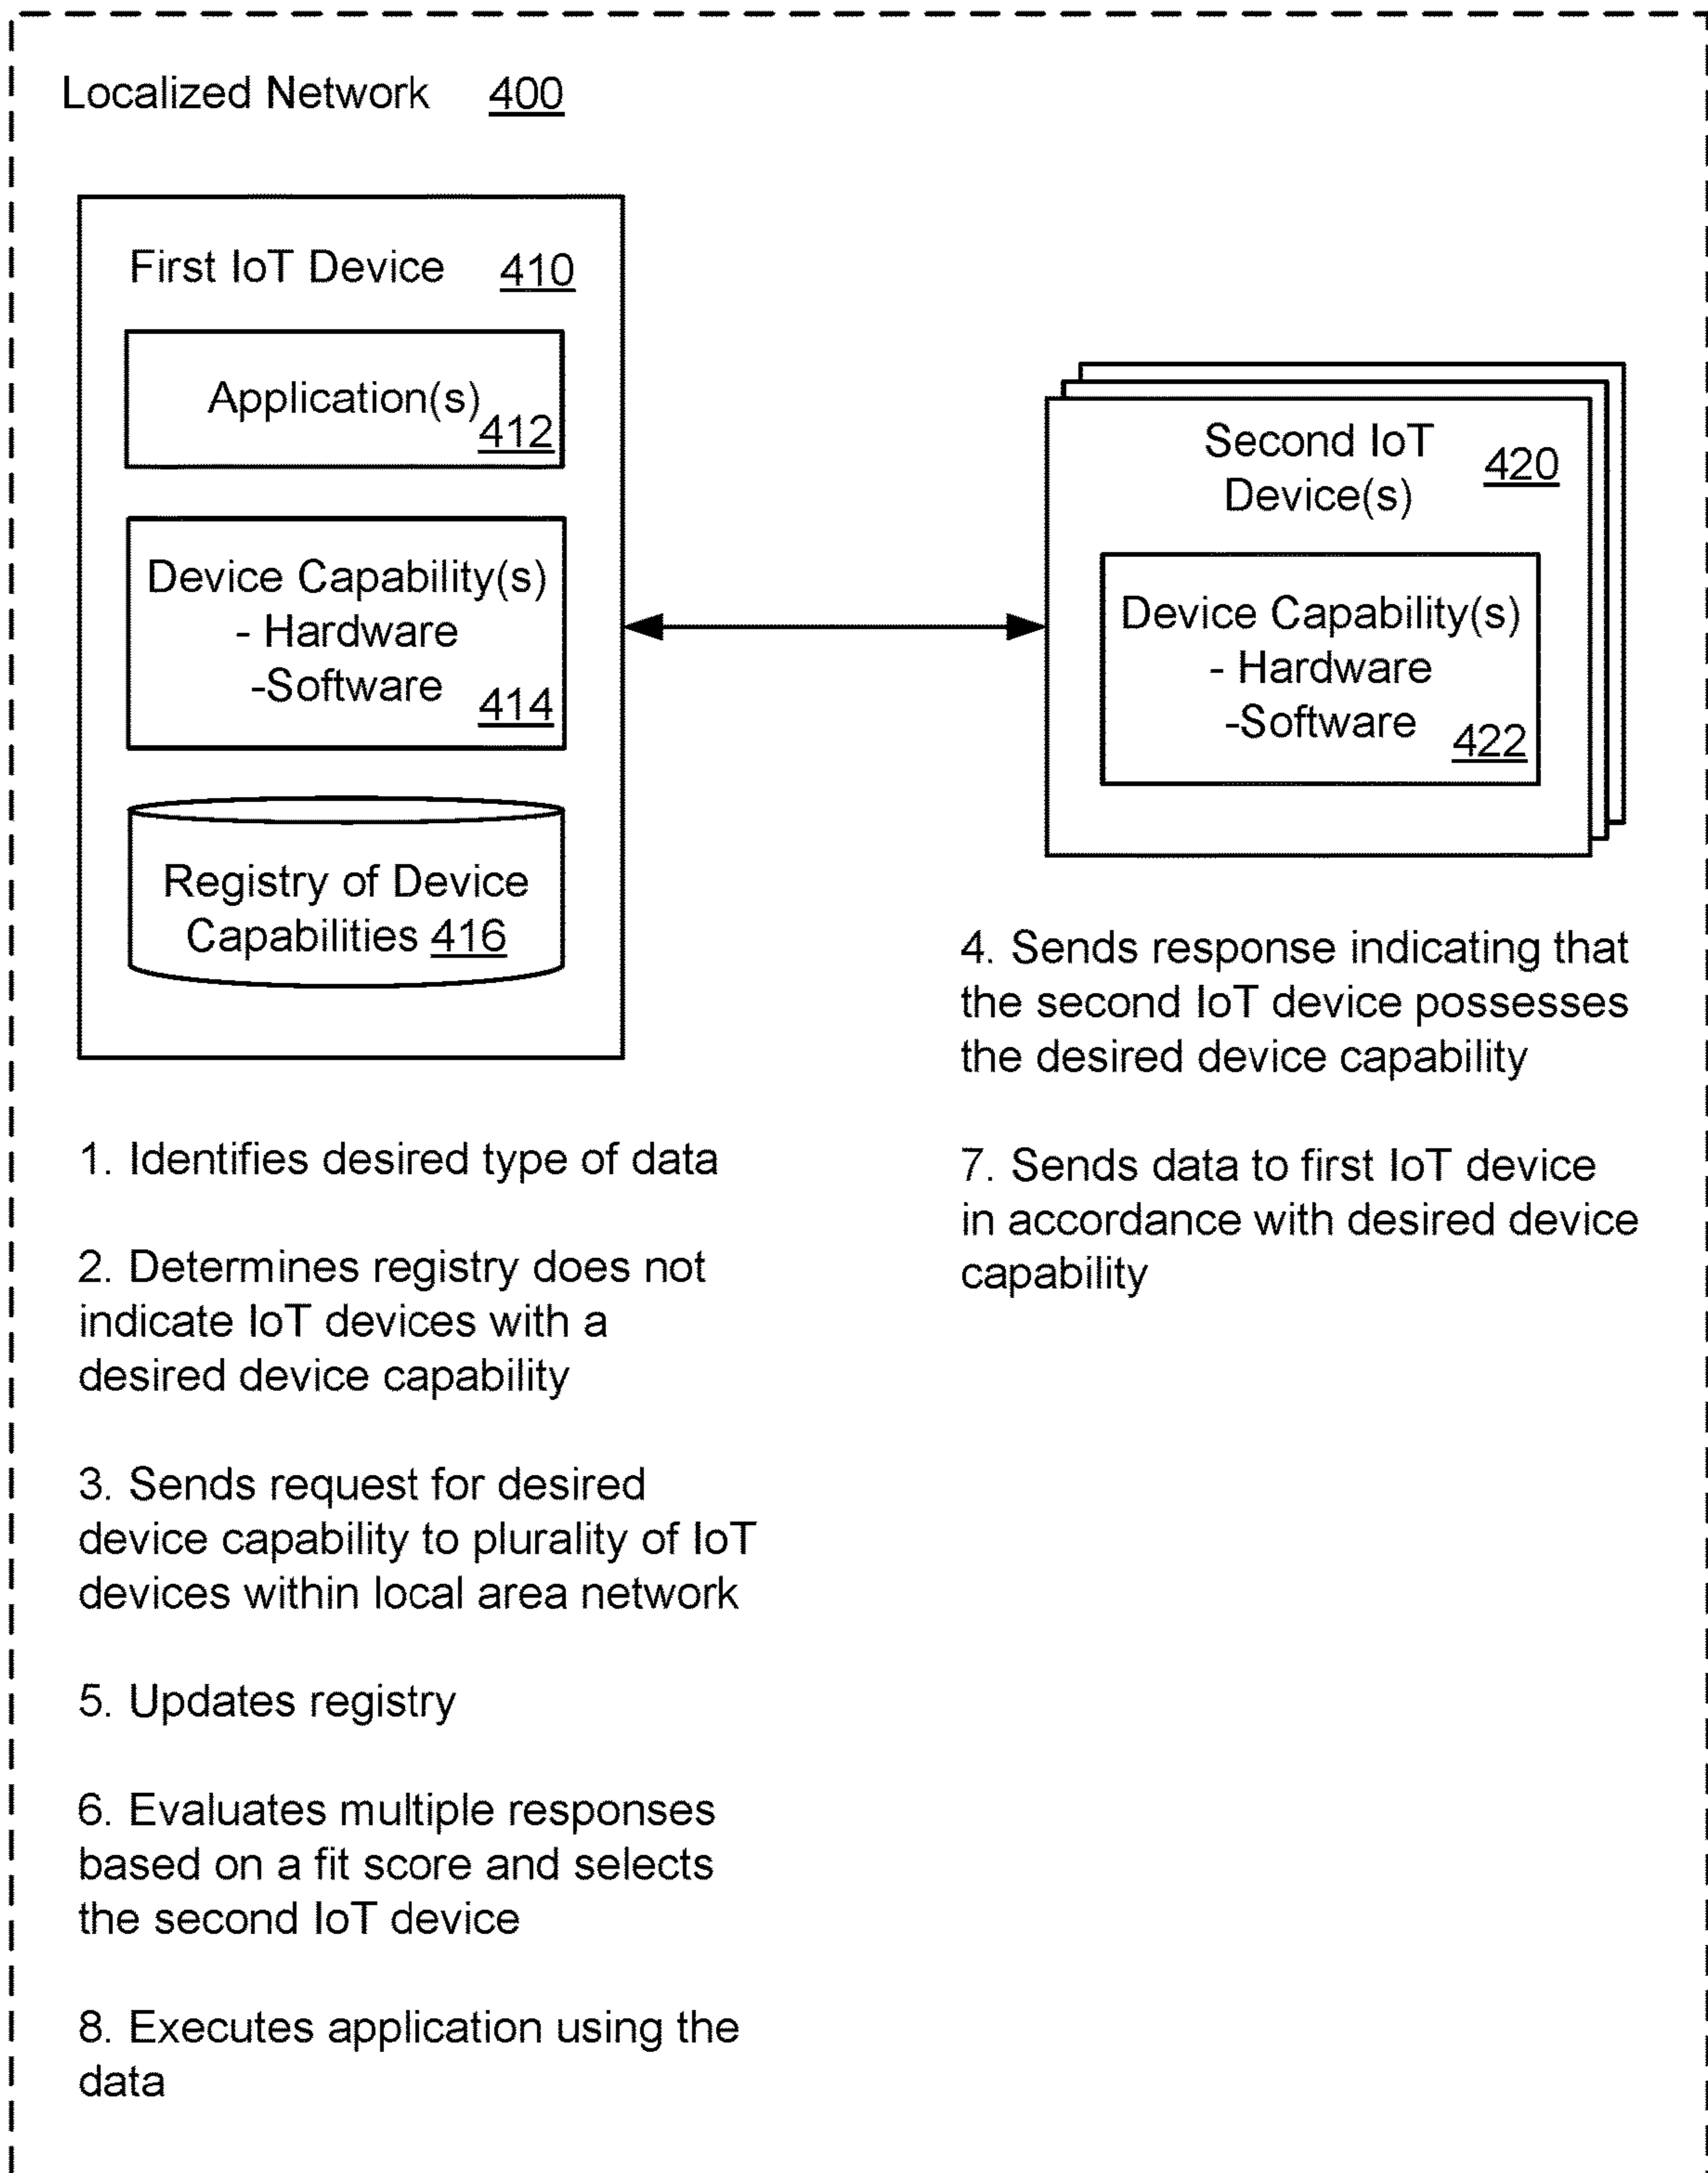 Localized Network 400
First IoT Device 410
Application(s) 412
Device Capability(s)
- Hardware
-Software 414
Registry of Device
Capabilities 416
Second IoT
Device(s) 420
Device Capability(s)
- Hardware
-Software 422
1. Identifies desired type of data
2. Determines registry does not
indicate IoT devices with a
desired device capability
3. Sends request for desired
device capability to plurality of IoT
devices within local area network
5. Updates registry
6. Evaluates multiple responses
based on a fit score and selects
the second IoT device
8. Executes application using the
data
4. Sends response indicating that
the second IoT device possesses
the desired device capability
7. Sends data to first IoT device
in accordance with desired device
capability